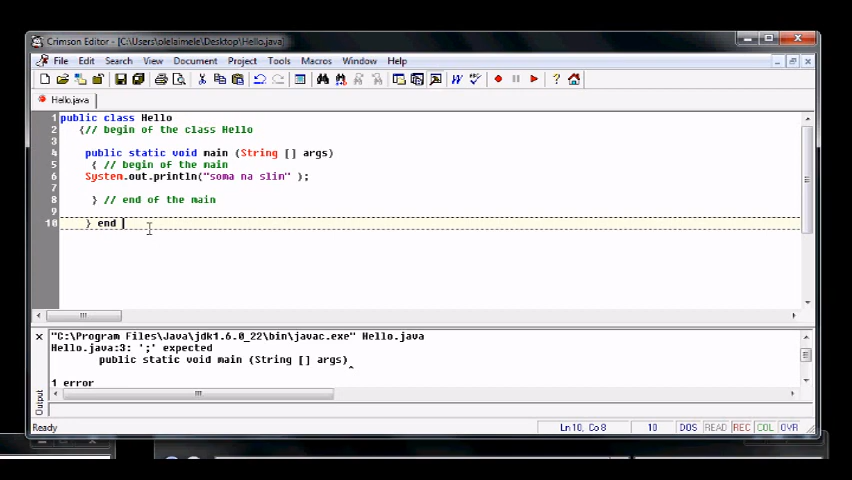 Crimson Editor - [C:\Users\olelaimele\Desktop\Hello.java]
File Edit Search View Document Project Tools Macros Window Help
Hello.java
1 public class Hello
2 {// begin of the class Hello
3
4 public static void main (String [] args)
5 { // begin of the main
6 System.out.println("soma na slin" );
7
8 } // end of the main
9
10 } end
"C:\Program Files\Java\jdk1.6.0_22\bin\javac.exe" Hello.java
Hello.java:3: ';' expected
public static void main (String [] args)
^
1 error
Output
Ready Ln 10, Co 8 10 DOS READ REC COL OVR